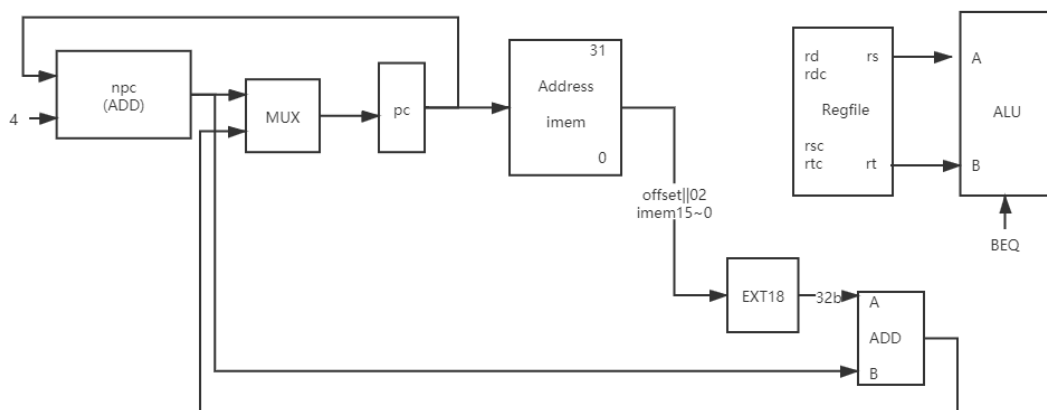 npc
(ADD)
4
MUX
pc
31
Address
imem
0
offset||02
imem15~0
EXT18
32b
A
ADD
B
rd rs
rdc
Regfile
rsc
rtc rt
A
ALU
B
BEQ